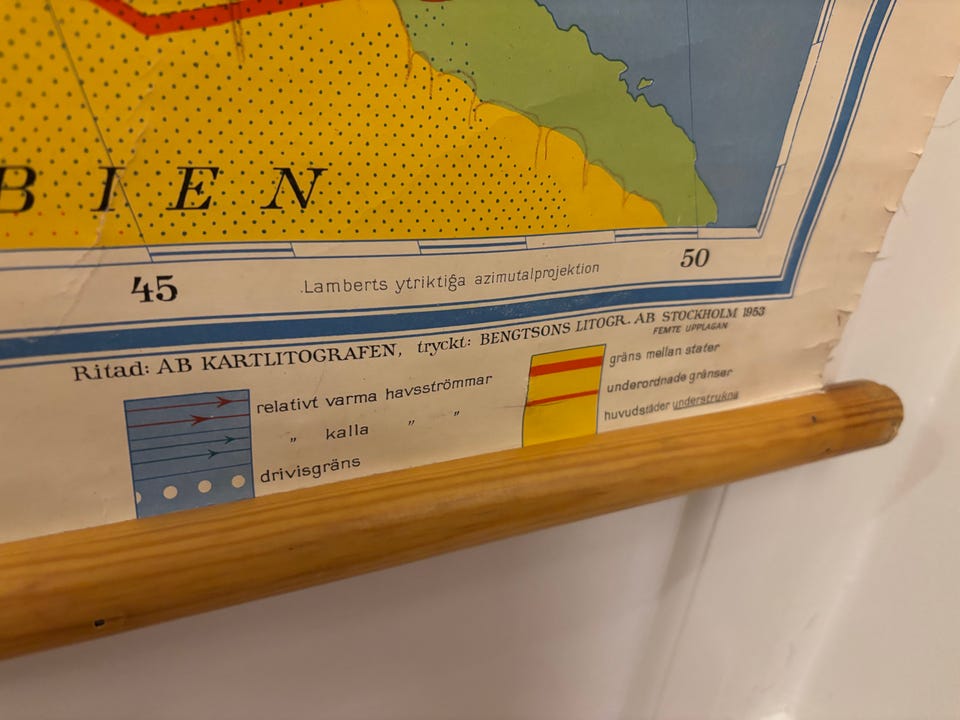 BIEN
45
50
Lamberts ytriktiga azimutalprojektion
Ritad: AB KARTLITOGRAFEN, tryckt: BENGTSONS LITOGR. AB STOCKHOLM 1953
FEMTE UPPLAGAN
relativt varma havsströmmar
„ kalla „ „
drivisgräns
gräns mellan stater
underordnade gränser
huvudstäder understrukna